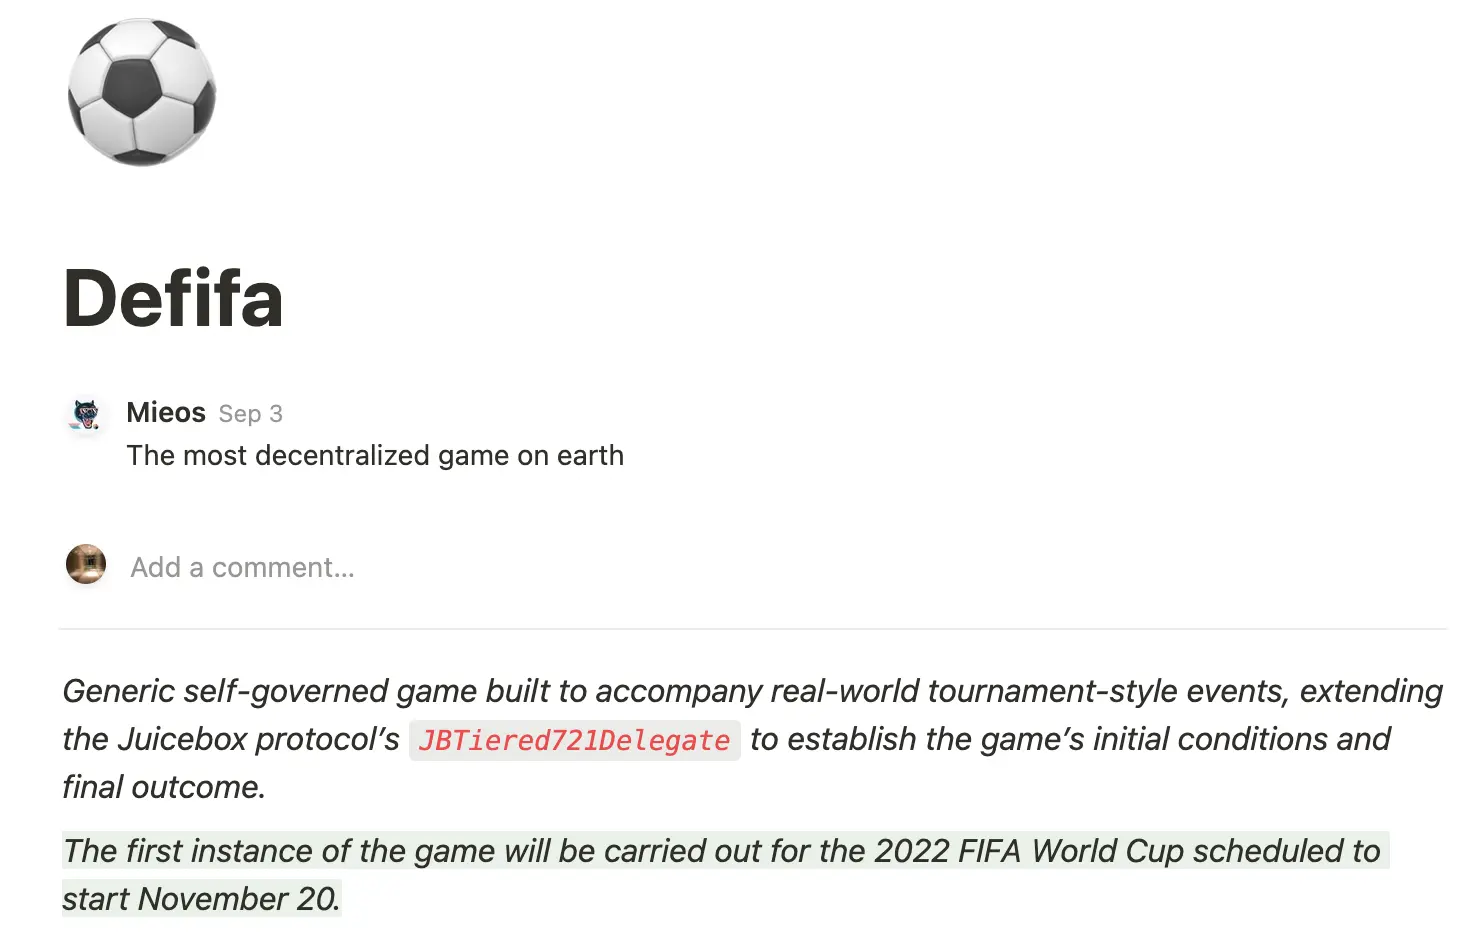 Defifa
Mieos Sep 3
The most decentralized game on earth
Add a comment...
Generic self-governed game built to accompany real-world tournament-style events, extending
the Juicebox protocol’s JBTiered721Delegate to establish the game’s initial conditions and
final outcome.
The first instance of the game will be carried out for the 2022 FIFA World Cup scheduled to
start November 20.